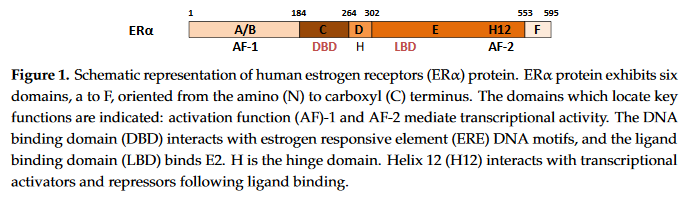 1 184 264 302 553 595
ERα A/B C D E H12 F
AF-1 DBD H LBD AF-2
Figure 1. Schematic representation of human estrogen receptors (ERα) protein. ERα protein exhibits six
domains, a to F, oriented from the amino (N) to carboxyl (C) terminus. The domains which locate key
functions are indicated: activation function (AF)-1 and AF-2 mediate transcriptional activity. The DNA
binding domain (DBD) interacts with estrogen responsive element (ERE) DNA motifs, and the ligand
binding domain (LBD) binds E2. H is the hinge domain. Helix 12 (H12) interacts with transcriptional
activators and repressors following ligand binding.